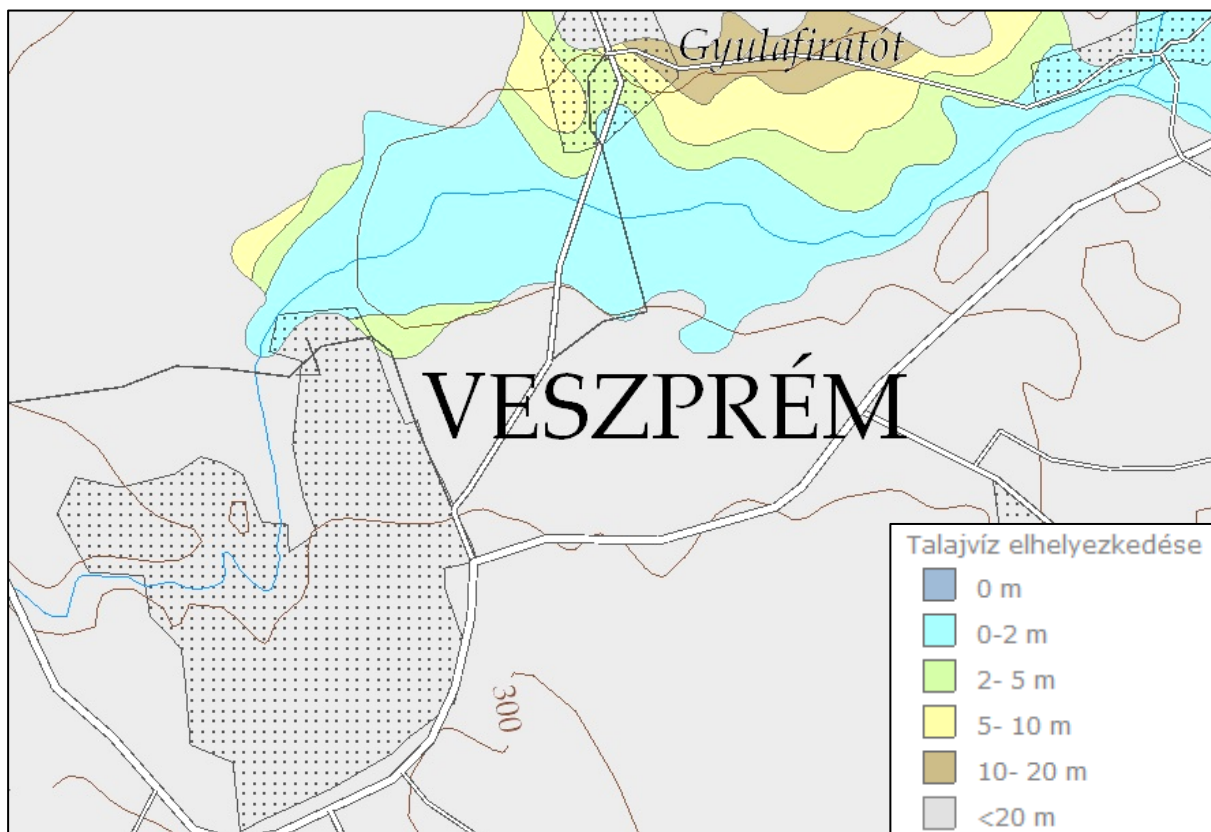 Gyulafirátót
VESZPRÉM
300
Talajvíz elhelyezkedése
0 m
0-2 m
2- 5 m
5- 10 m
10- 20 m
<20 m